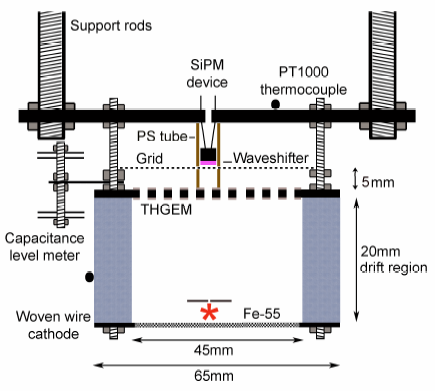 Support rods
SiPM
device
PT1000
thermocouple
PS tube
Grid
Waveshifter
5mm
THGEM
Capacitance
level meter
20mm
drift region
Woven wire
cathode
Fe-55
45mm
65mm